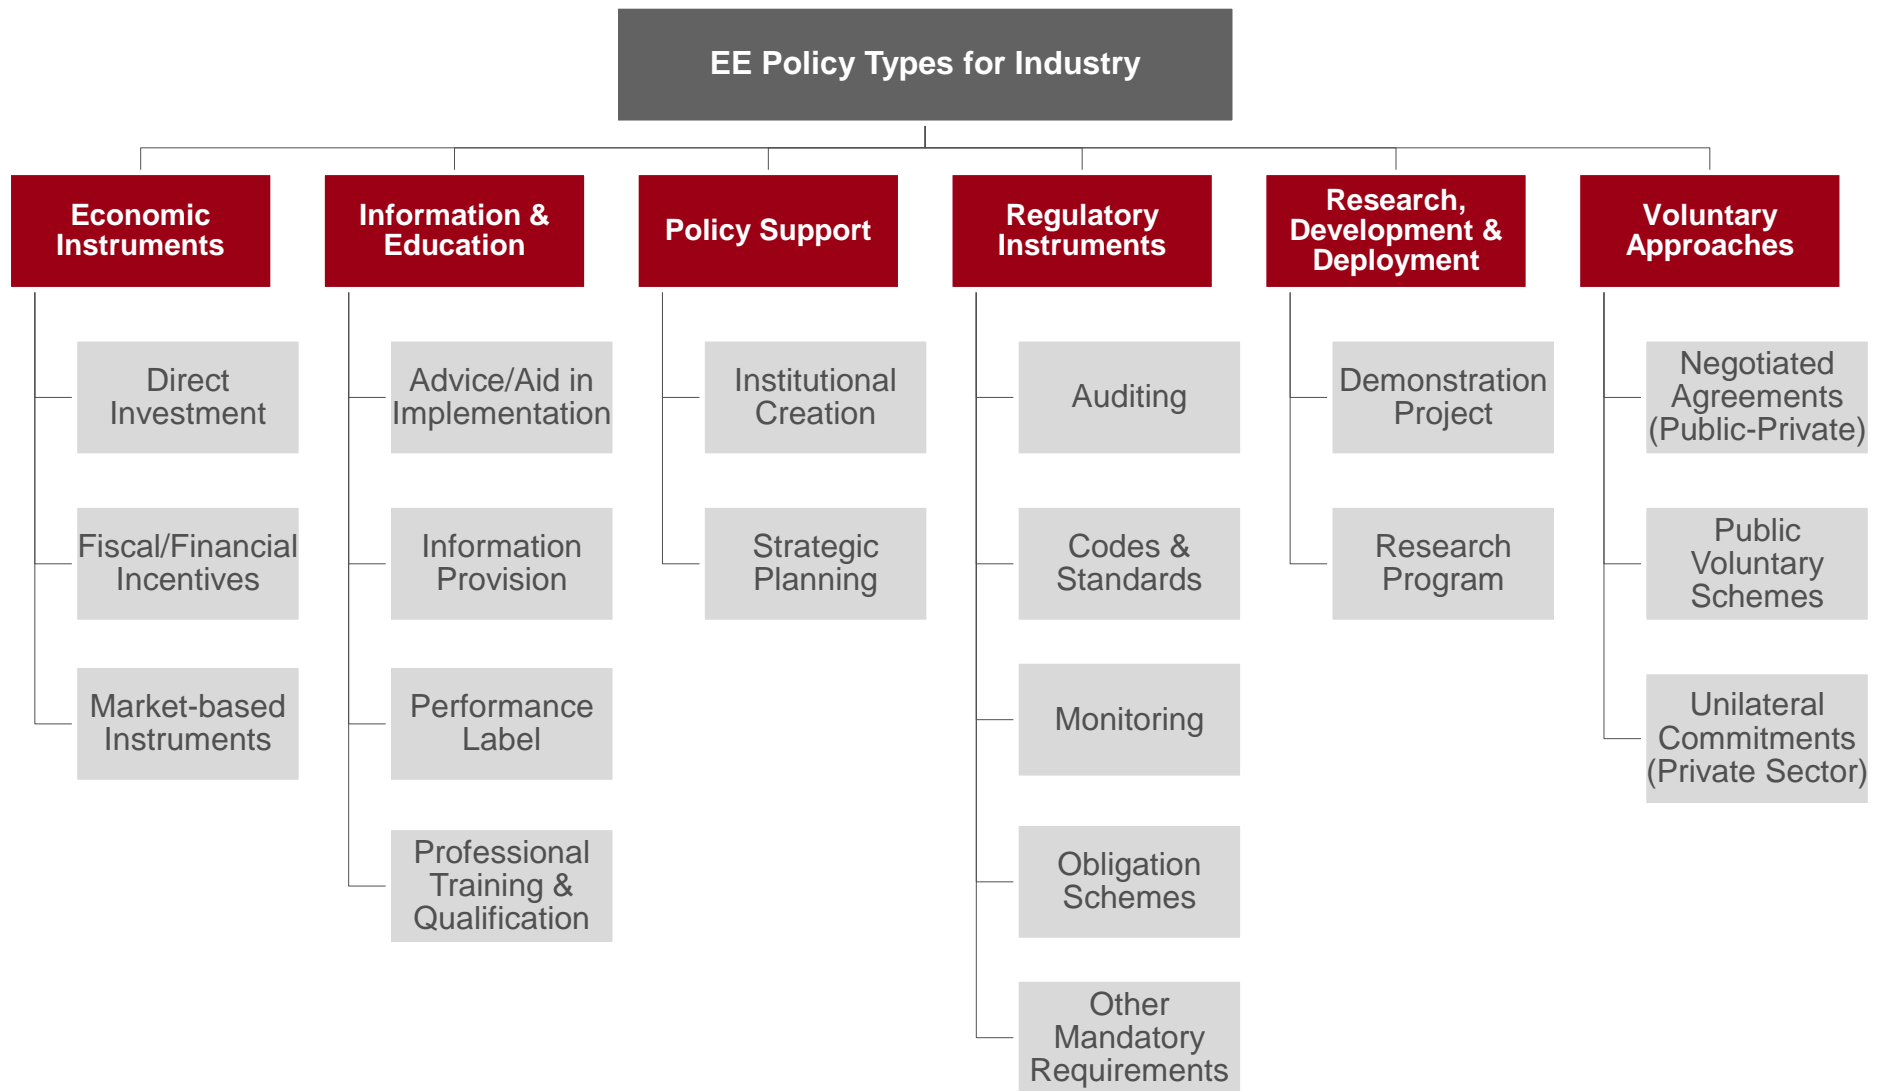 EE Policy Types for Industry
Economic
Instruments
Direct
Investment
Fiscal/Financial
Incentives
Market-based
Instruments
Information &
Education
Advice/Aid in
Implementation
Information
Provision
Performance
Label
Professional
Training &
Qualification
Policy Support
Institutional
Creation
Strategic
Planning
Regulatory
Instruments
Auditing
Codes &
Standards
Monitoring
Obligation
Schemes
Other
Mandatory
Requirements
Research,
Development &
Deployment
Demonstration
Project
Research
Program
Voluntary
Approaches
Negotiated
Agreements
(Public-Private)
Public
Voluntary
Schemes
Unilateral
Commitments
(Private Sector)